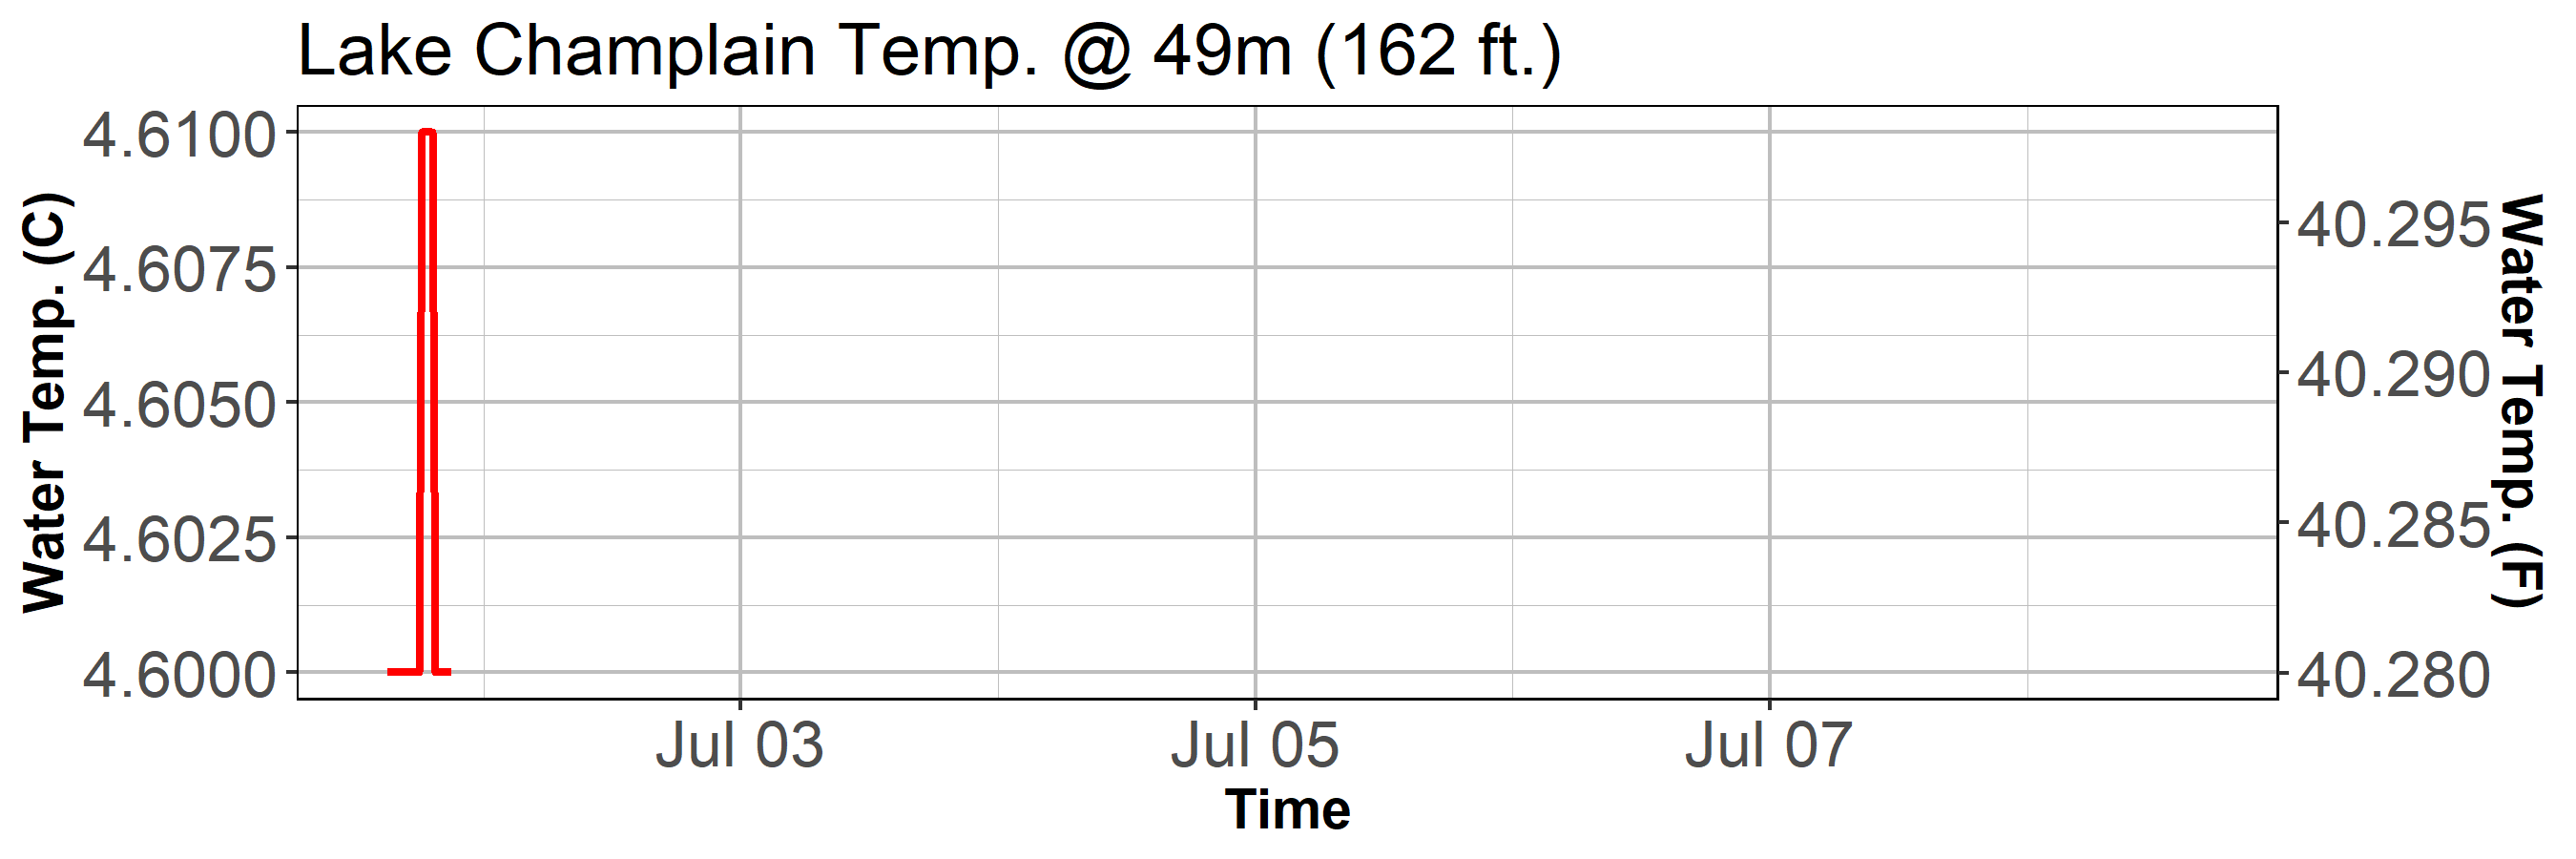 Lake Champlain Temp. @ 49m (162 ft.)
Water Temp. (C)
4.6100
4.6075
4.6050
4.6025
4.6000
40.295
40.290
40.285
40.280
Water Temp. (F)
Jul 03
Jul 05
Jul 07
Time